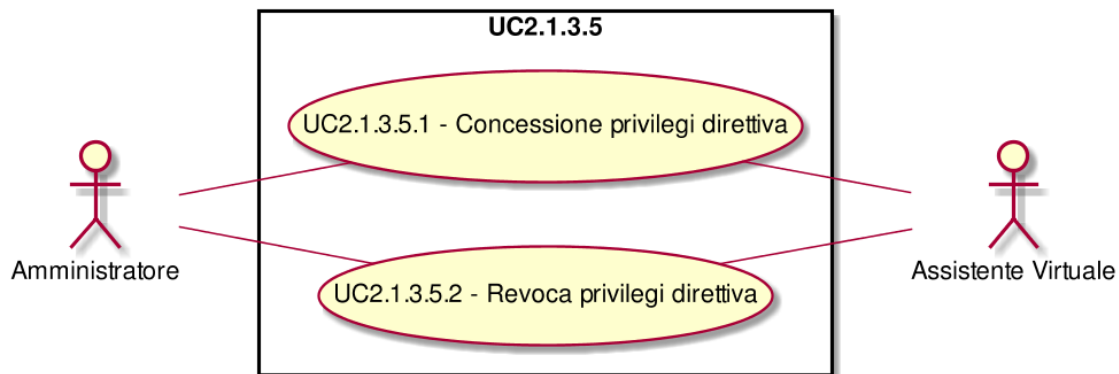 UC2.1.3.5
UC2.1.3.5.1 - Concessione privilegi direttiva
Amministratore
Assistente Virtuale
UC2.1.3.5.2 - Revoca privilegi direttiva